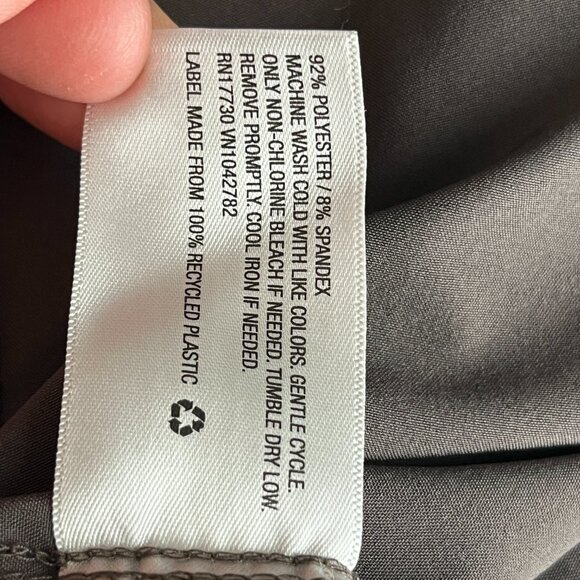 92% POLYESTER / 8% SPANDEX
MACHINE WASH COLD WITH LIKE COLORS. GENTLE CYCLE.
ONLY NON-CHLORINE BLEACH IF NEEDED. TUMBLE DRY LOW.
REMOVE PROMPTLY. COOL IRON IF NEEDED.
RN17730 VN1042782
LABEL MADE FROM 100% RECYCLED PLASTIC